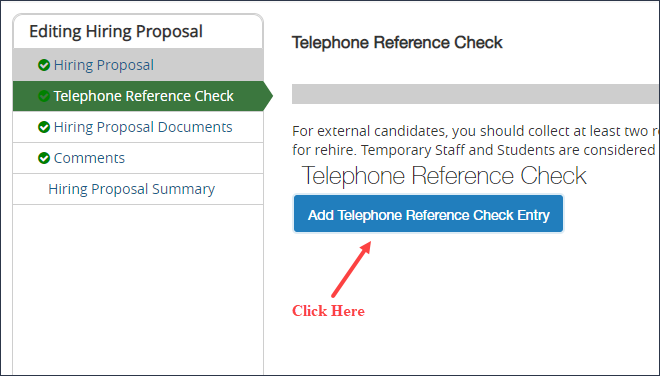 Editing Hiring Proposal
Hiring Proposal
Telephone Reference Check
Hiring Proposal Documents
Comments
Hiring Proposal Summary
Telephone Reference Check
For external candidates, you should collect at least two
for rehire. Temporary Staff and Students are considered
Telephone Reference Check
Add Telephone Reference Check Entry
Click Here